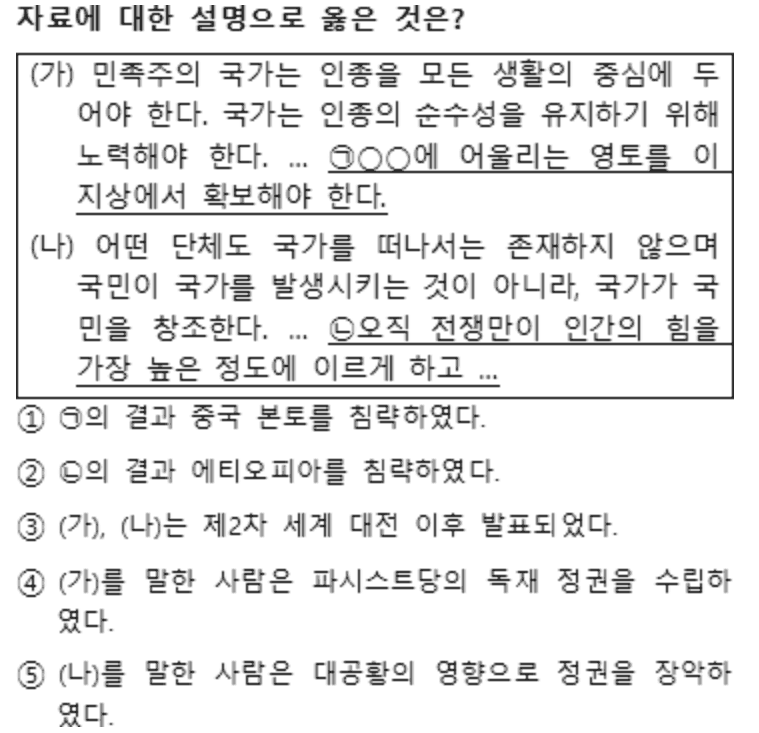 자료에 대한 설명으로 옳은 것은?
(가) 민족주의 국가는 인종을 모든 생활의 중심에 두
어야 한다. 국가는 인종의 순수성을 유지하기 위해
노력해야 한다. ... ㉠○○에 어울리는 영토를 이
지상에서 확보해야 한다.
(나) 어떤 단체도 국가를 떠나서는 존재하지 않으며
국민이 국가를 발생시키는 것이 아니라, 국가가 국
민을 창조한다. ... ㉡오직 전쟁만이 인간의 힘을
가장 높은 정도에 이르게 하고 ...
① ㉠의 결과 중국 본토를 침략하였다.
② ㉡의 결과 에티오피아를 침략하였다.
③ (가), (나)는 제2차 세계 대전 이후 발표되었다.
④ (가)를 말한 사람은 파시스트당의 독재 정권을 수립하
였다.
⑤ (나)를 말한 사람은 대공황의 영향으로 정권을 장악하
였다.